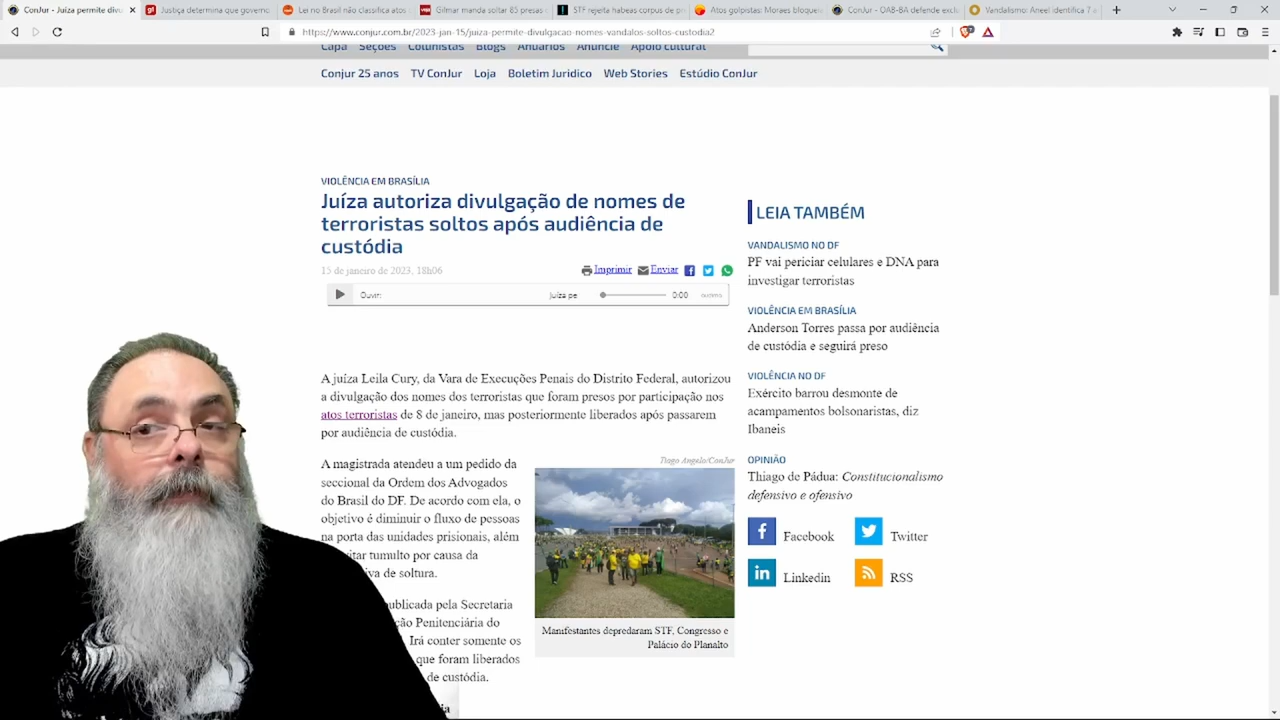 ConJur - Juíza permite divu
Justiça determina que governo
Lei no Brasil não classifica atos
Gilmar manda soltar 85 presas
STF rejeita habeas corpus de
Atos golpistas: Moraes bloque
ConJur - OAB-BA defende excl
Vandalismo: Aneel identifica 7
https://www.conjur.com.br/2023-jan-15/juiza-permite-divulgacao-nomes-vandalos-soltos-custodia2
Capa Seções Colunistas Blogs Anuários Anuncie Apoio cultural
Conjur 25 anos TV ConJur Loja Boletim Juridico Web Stories Estúdio ConJur
VIOLÊNCIA EM BRASÍLIA
Juíza autoriza divulgação de nomes de
terroristas soltos após audiência de
custódia
15 de janeiro de 2023, 18h06
Imprimir Enviar
Ouvir: Juíza pe 0:00
A juíza Leila Cury, da Vara de Execuções Penais do Distrito Federal, autorizou
a divulgação dos nomes dos terroristas que foram presos por participação nos
atos terroristas de 8 de janeiro, mas posteriormente liberados após passarem
por audiência de custódia.
Tiago Angelo/ConJur
A magistrada atendeu a um pedido da
seccional da Ordem dos Advogados
do Brasil do DF. De acordo com ela, o
objetivo é diminuir o fluxo de pessoas
na porta das unidades prisionais, além
itar tumulto por causa da
iva de soltura.
ublicada pela Secretaria
ção Penitenciária do
Irá conter somente os
que foram liberados
de custódia.
ia
Manifestantes depredaram STF, Congresso e
Palácio do Planalto
LEIA TAMBÉM
VANDALISMO NO DF
PF vai periciar celulares e DNA para
investigar terroristas
VIOLÊNCIA EM BRASÍLIA
Anderson Torres passa por audiência
de custódia e seguirá preso
VIOLÊNCIA NO DF
Exército barrou desmonte de
acampamentos bolsonaristas, diz
Ibaneis
OPINIÃO
Thiago de Pádua: Constitucionalismo
defensivo e ofensivo
Facebook Twitter
Linkedin RSS